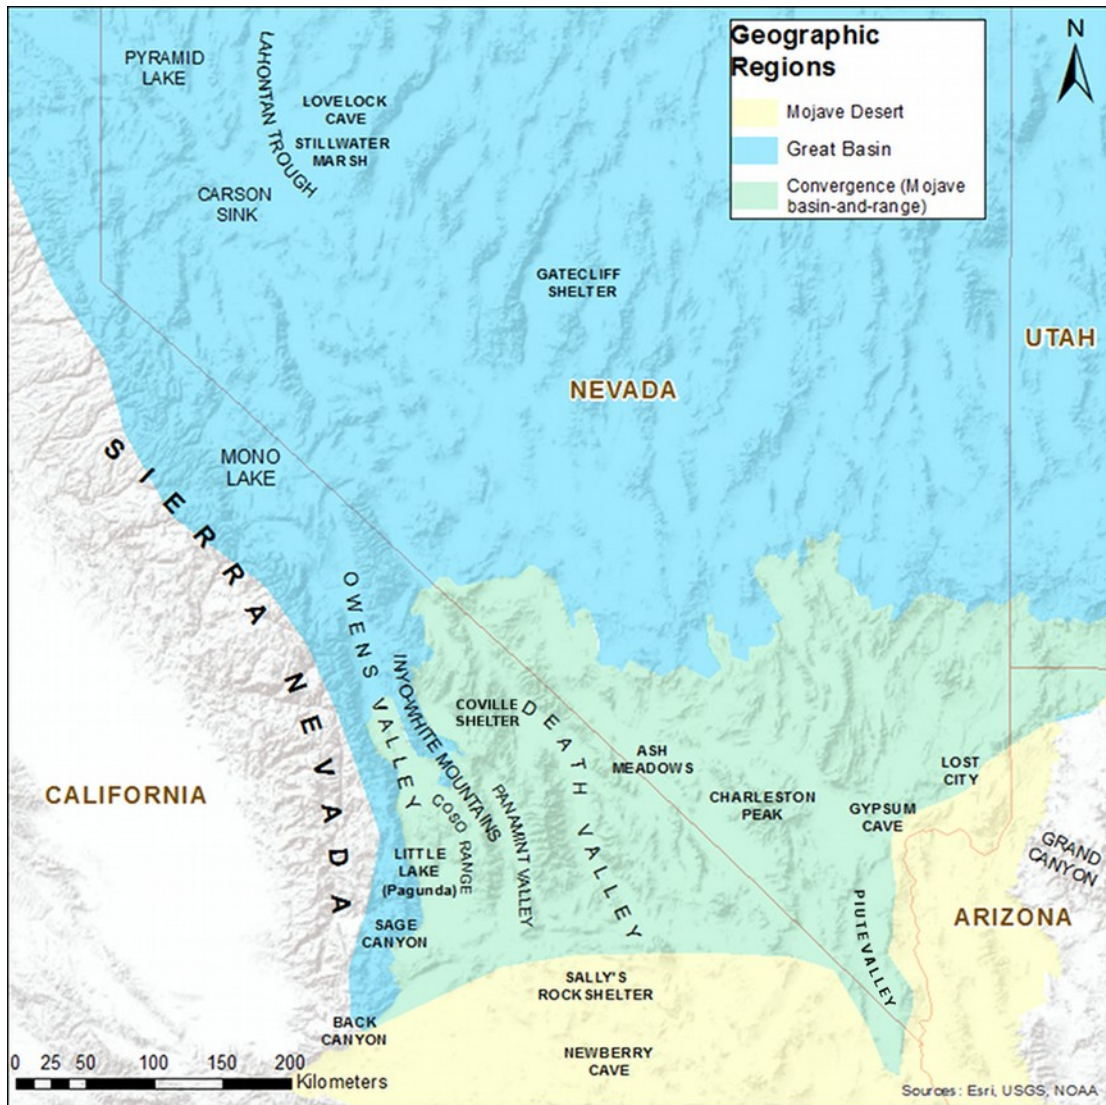 Geographic
Regions
Mojave Desert
Great Basin
Convergence (Mojave
basin-and-range)
N
PYRAMID
LAKE
LAHONTAN TROUGH
LOVELOCK
CAVE
STILLWATER
MARSH
CARSON
SINK
GATECLIFF
SHELTER
UTAH
NEVADA
MONO
LAKE
SIERRA NEVADA
OWENS VALLEY
INYO-WHITE MOUNTAINS
COVILLE
SHELTER
DEATH VALLEY
ASH
MEADOWS
LOST
CITY
CALIFORNIA
COSO RANGE
PANAMINT VALLEY
CHARLESTON
PEAK
GYPSUM
CAVE
GRAND
CANYON
LITTLE
LAKE
(Pagunda)
PIUTE VALLEY
ARIZONA
SAGE
CANYON
SALLY'S
ROCKSHELTER
BACK
CANYON
NEWBERRY
CAVE
0 25 50 100 150 200
Kilometers
Sources: Esri, USGS, NOAA